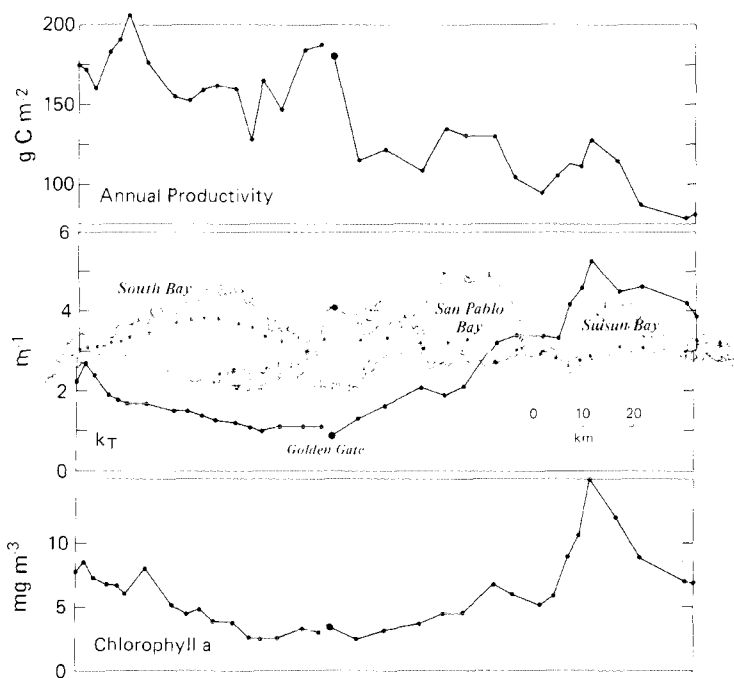 200
150
100
g C m-2
Annual Productivity
6
4
2
0
m-1
South Bay
San Pablo Bay
Suisun Bay
0 10 20
km
kT
Golden Gate
10
5
0
mg m-3
Chlorophyll a